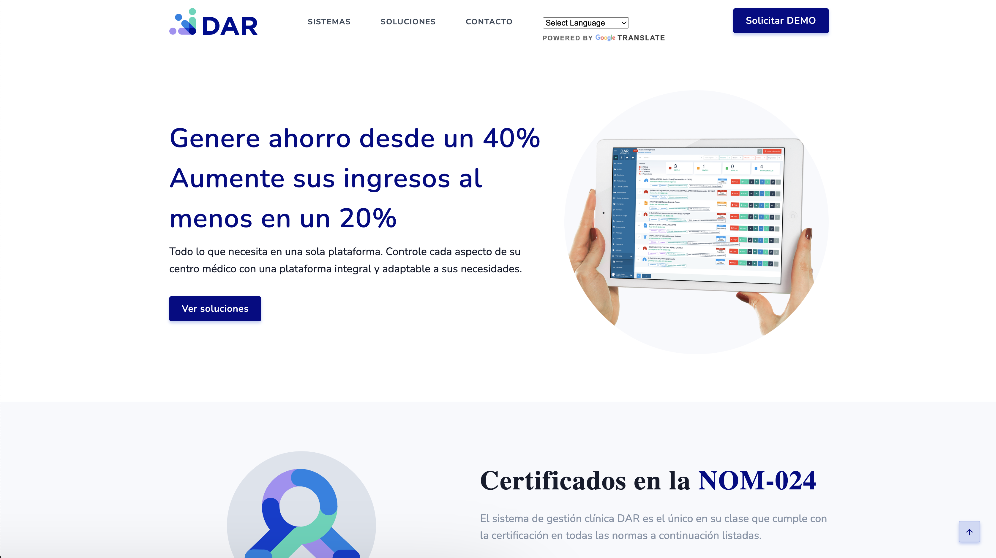 DAR
SISTEMAS
SOLUCIONES
CONTACTO
Select Language
POWERED BY Google TRANSLATE
Solicitar DEMO
Genere ahorro desde un 40%
Aumente sus ingresos al
menos en un 20%
Todo lo que necesita en una sola plataforma. Controle cada aspecto de su
centro médico con una plataforma integral y adaptable a sus necesidades.
Ver soluciones
Certificados en la NOM-024
El sistema de gestión clínica DAR es el único en su clase que cumple con
la certificación en todas las normas a continuación listadas.